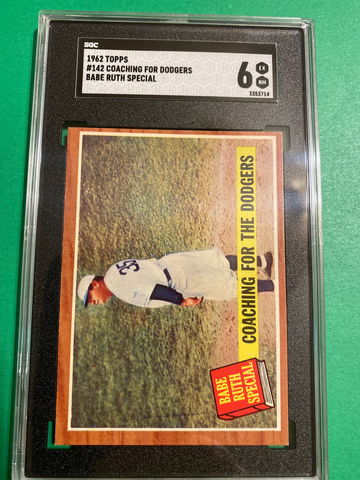 SGC
1962 TOPPS
#142 COACHING FOR DODGERS
BABE RUTH SPECIAL
6
EX
NM
3353714
35
COACHING FOR THE DODGERS
BABE
RUTH
SPECIAL